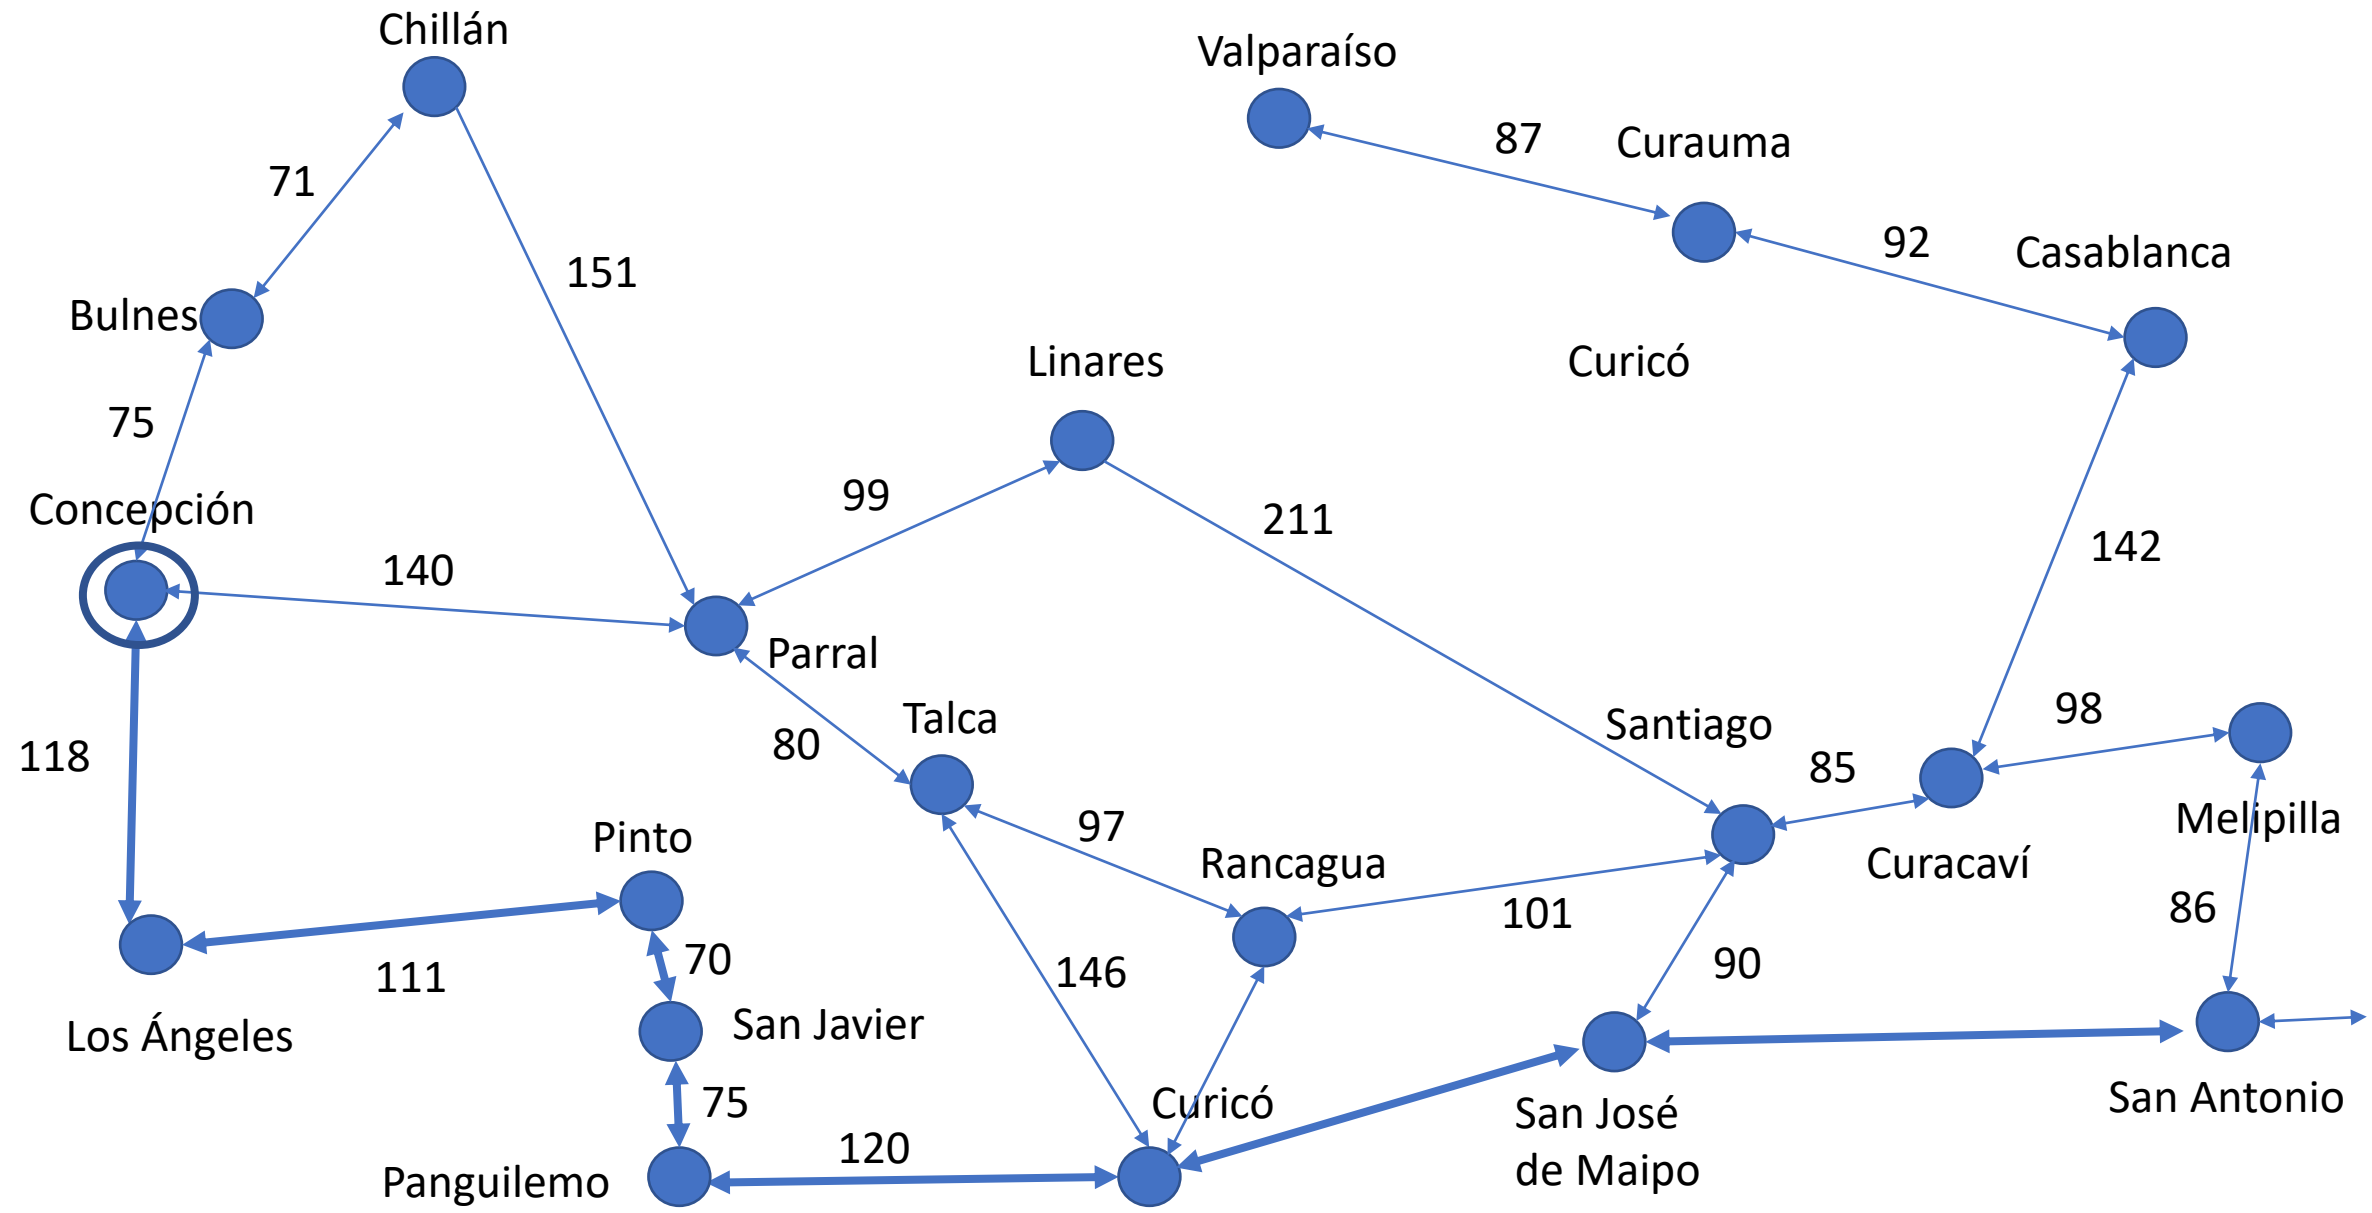 Chillán
Valparaíso
87
Curauma
71
92
Casablanca
151
Bulnes
Linares
Curicó
75
99
Concepción
211
142
140
Parral
Talca
Santiago
98
80
118
85
97
Melipilla
Pinto
Rancagua
Curacaví
101
86
70
146
90
111
San Javier
Los Ángeles
75
Curicó
San José
de Maipo
San Antonio
120
Panguilemo